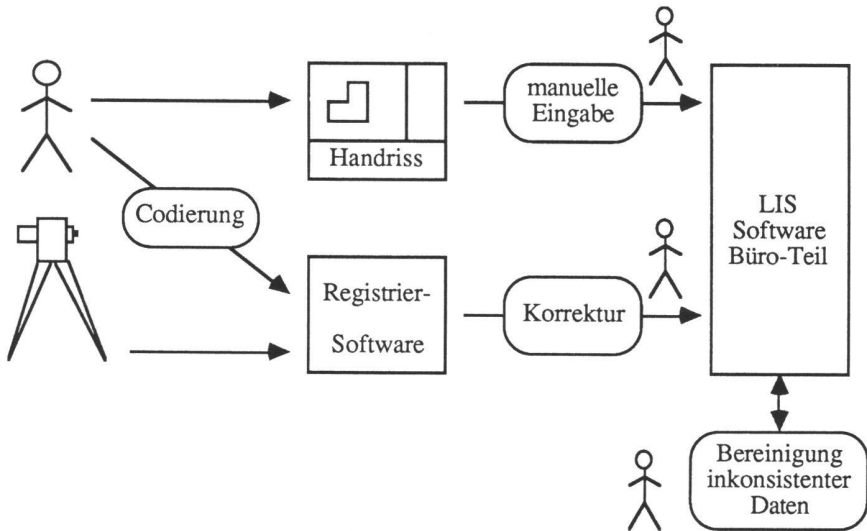 manuelle
Eingabe
Handriss
Codierung
LIS
Software
Büro-Teil
Registrier-
Software
Korrektur
Bereinigung
inkonsistenter
Daten